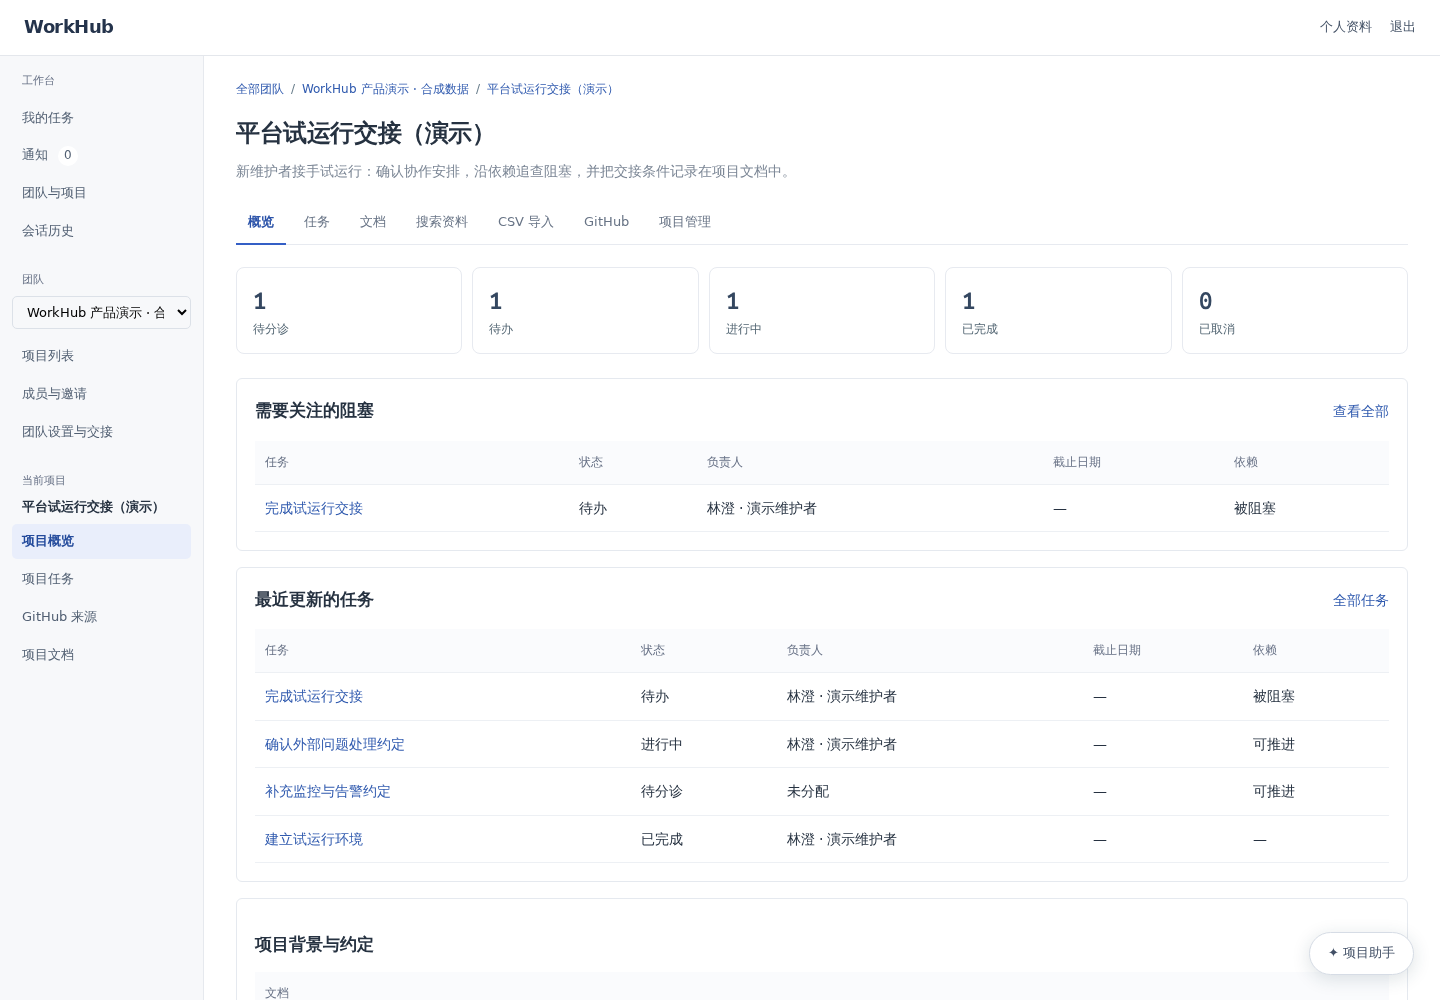 WorkHub
个人资料 退出
工作台
我的任务
通知 0
团队与项目
会话历史
团队
WorkHub 产品演示 · 合
项目列表
成员与邀请
团队设置与交接
当前项目
平台试运行交接（演示）
项目概览
项目任务
GitHub 来源
项目文档
全部团队 / WorkHub 产品演示 · 合成数据 / 平台试运行交接（演示）
平台试运行交接（演示）
新维护者接手试运行：确认协作安排，沿依赖追查阻塞，并把交接条件记录在项目文档中。
概览 任务 文档 搜索资料 CSV 导入 GitHub 项目管理
1 1 1 1 0
待分诊 待办 进行中 已完成 已取消
需要关注的阻塞 查看全部
任务 状态 负责人 截止日期 依赖
完成试运行交接 待办 林澄 · 演示维护者 — 被阻塞
最近更新的任务 全部任务
任务 状态 负责人 截止日期 依赖
完成试运行交接 待办 林澄 · 演示维护者 — 被阻塞
确认外部问题处理约定 进行中 林澄 · 演示维护者 — 可推进
补充监控与告警约定 待分诊 未分配 — 可推进
建立试运行环境 已完成 林澄 · 演示维护者 — —
项目背景与约定
✦ 项目助手
文档